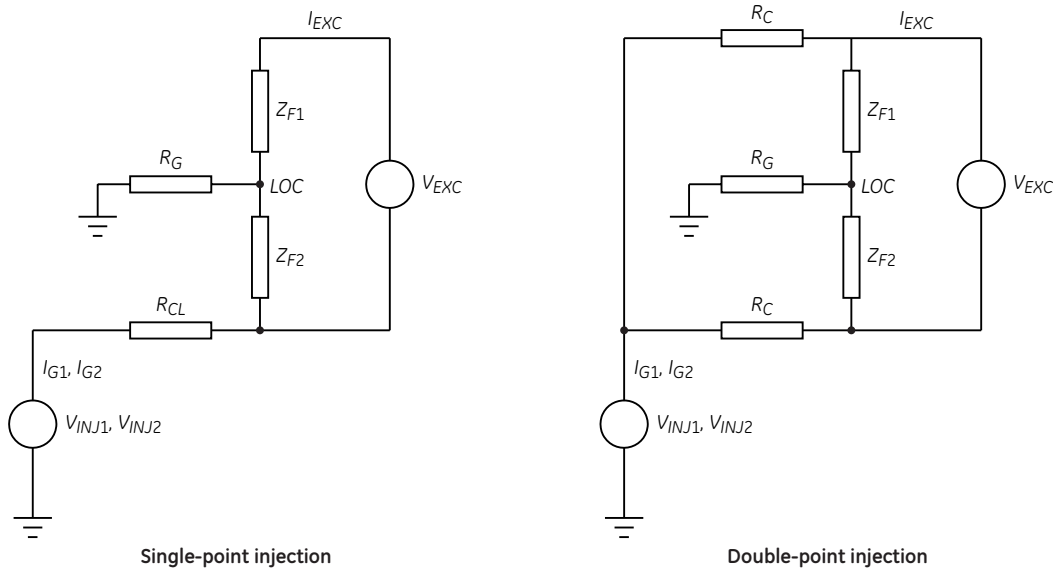 I_EXC
Z_F1
R_G
LOC
V_EXC
Z_F2
R_CL
I_G1, I_G2
V_INJ1, V_INJ2
Single-point injection
R_C
I_EXC
Z_F1
R_G
LOC
V_EXC
Z_F2
R_C
I_G1, I_G2
V_INJ1, V_INJ2
Double-point injection